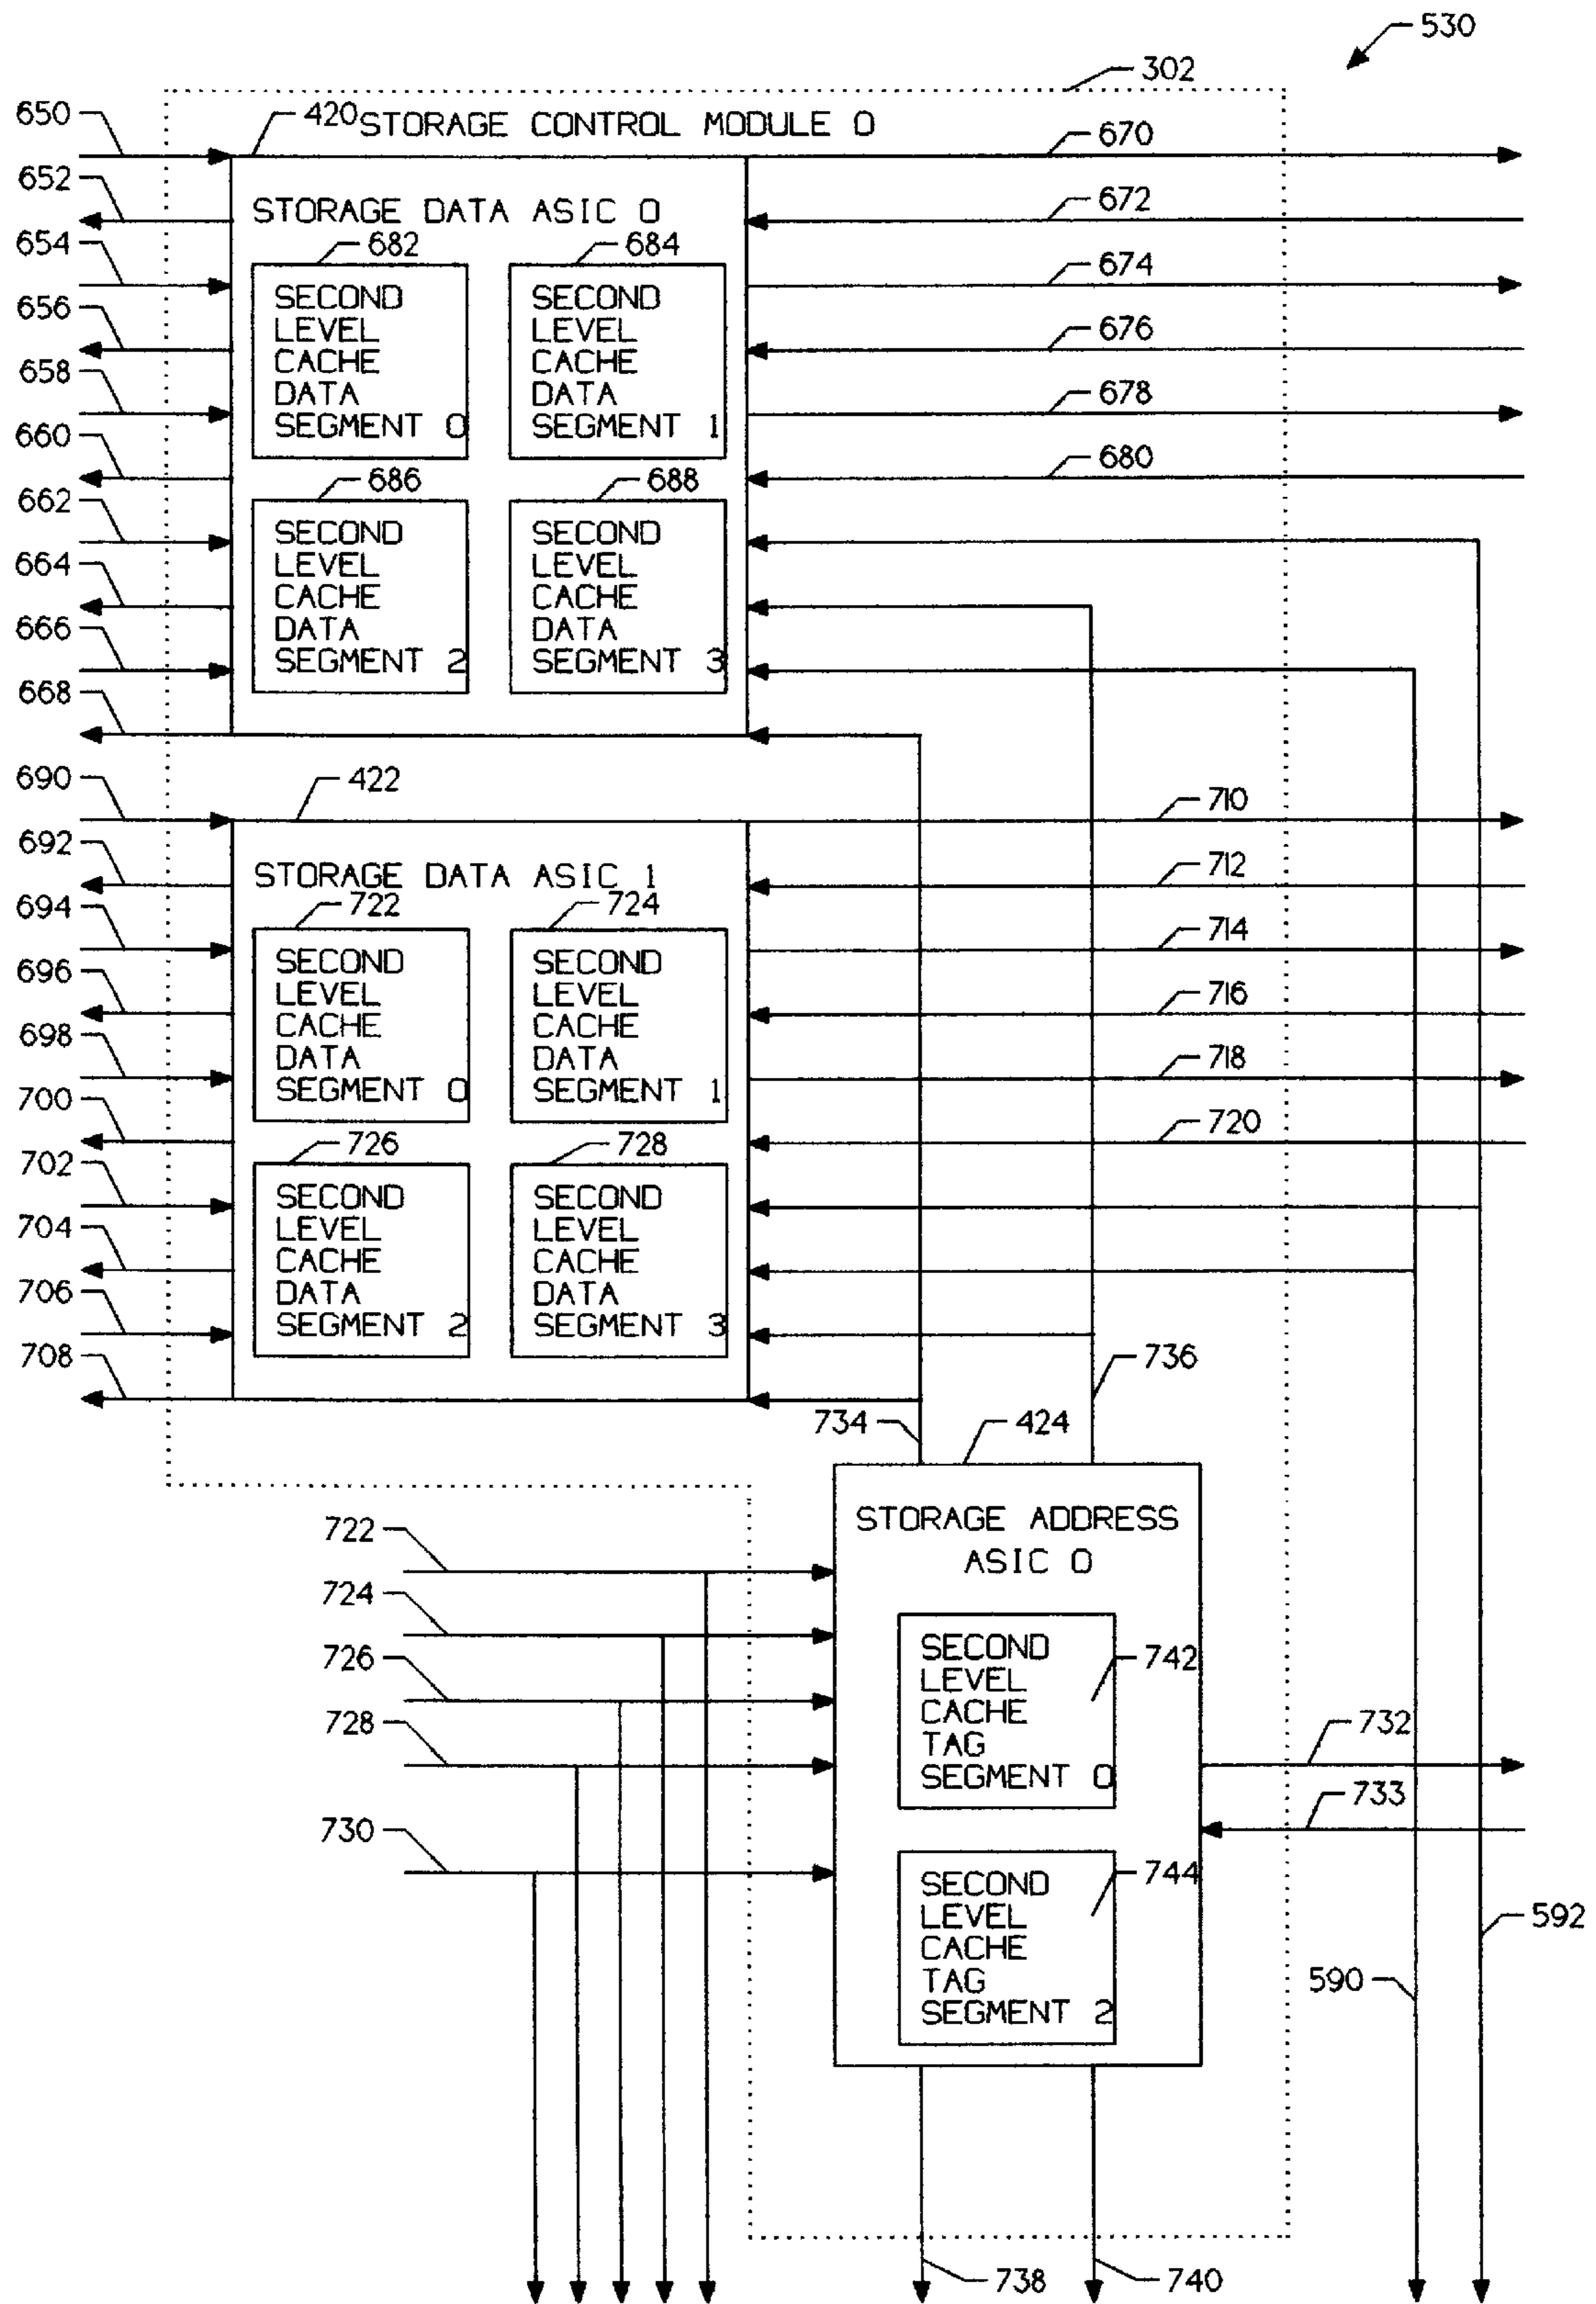 530
302
650
420
STORAGE CONTROL MODULE 0
670
652
STORAGE DATA ASIC 0
672
654
682
684
674
SECOND
LEVEL
CACHE
DATA
SEGMENT 0
SECOND
LEVEL
CACHE
DATA
SEGMENT 1
656
676
658
678
660
680
686
688
SECOND
LEVEL
CACHE
DATA
SEGMENT 2
SECOND
LEVEL
CACHE
DATA
SEGMENT 3
662
664
666
668
690
422
710
692
STORAGE DATA ASIC 1
712
694
722
724
714
SECOND
LEVEL
CACHE
DATA
SEGMENT 0
SECOND
LEVEL
CACHE
DATA
SEGMENT 1
696
716
698
718
700
720
726
728
702
SECOND
LEVEL
CACHE
DATA
SEGMENT 2
SECOND
LEVEL
CACHE
DATA
SEGMENT 3
704
706
708
736
734
424
STORAGE ADDRESS
ASIC 0
722
724
726
728
730
SECOND
LEVEL
CACHE
TAG
SEGMENT 0
742
732
733
SECOND
LEVEL
CACHE
TAG
SEGMENT 2
744
592
590
738
740